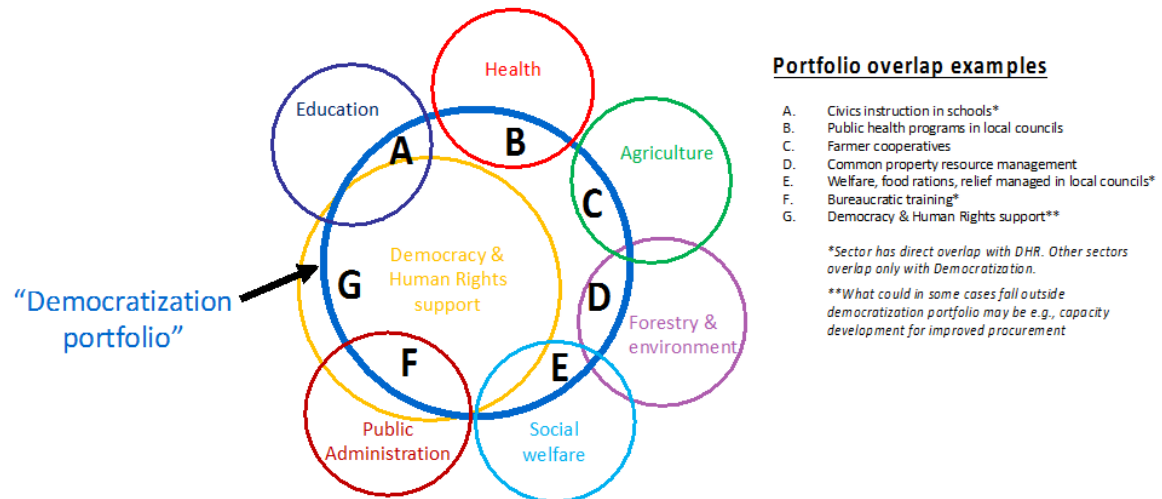 Health
Education
Agriculture
A
B
C
Democracy &
Human Rights
support
G
D
"Democratization
portfolio"
Forestry &
environment
F
E
Public
Administration
Social
welfare
Portfolio overlap examples
A. Civics instruction in schools*
B. Public health programs in local councils
C. Farmer cooperatives
D. Common property resource management
E. Welfare, food rations, relief managed in local councils*
F. Bureaucratic training*
G. Democracy & Human Rights support**
*Sector has direct overlap with DHR. Other sectors
overlap only with Democratization.
**What could in some cases fall outside
democratization portfolio may be e.g., capacity
development for improved procurement